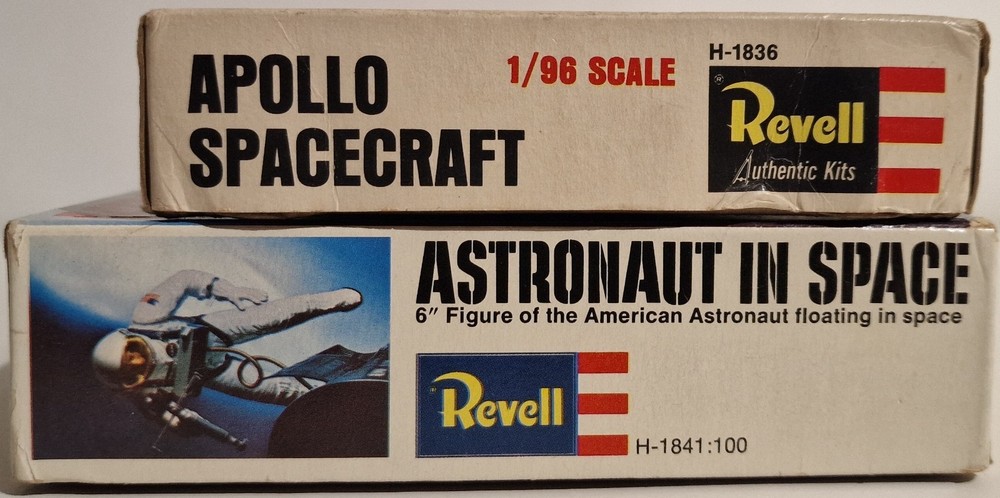 APOLLO
SPACECRAFT
1/96 SCALE
H-1836
Revell
Authentic Kits
ASTRONAUT IN SPACE
6" Figure of the American Astronaut floating in space
Revell
H-1841:100